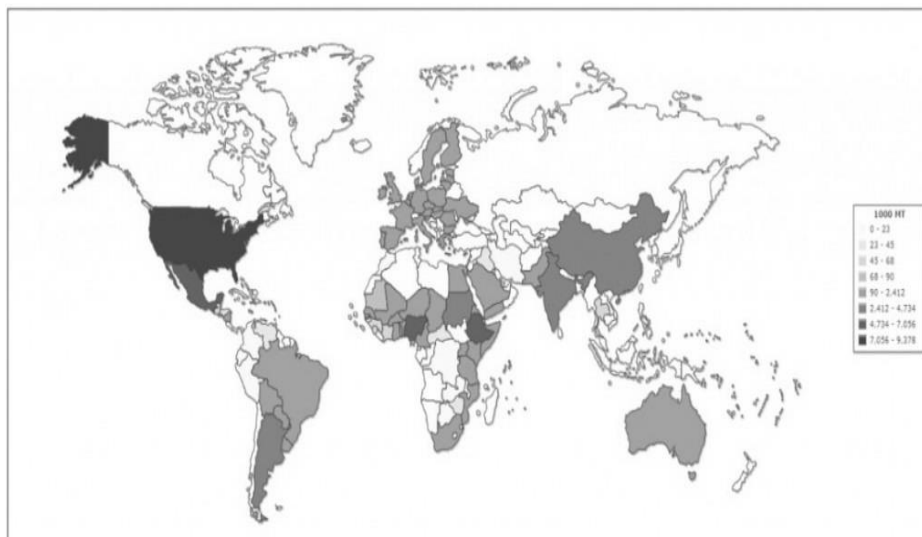 1000 MT
0 - 23
23 - 45
45 - 68
68 - 90
90 - 2.412
2.412 - 4.734
4.734 - 7.056
7.056 - 9.378